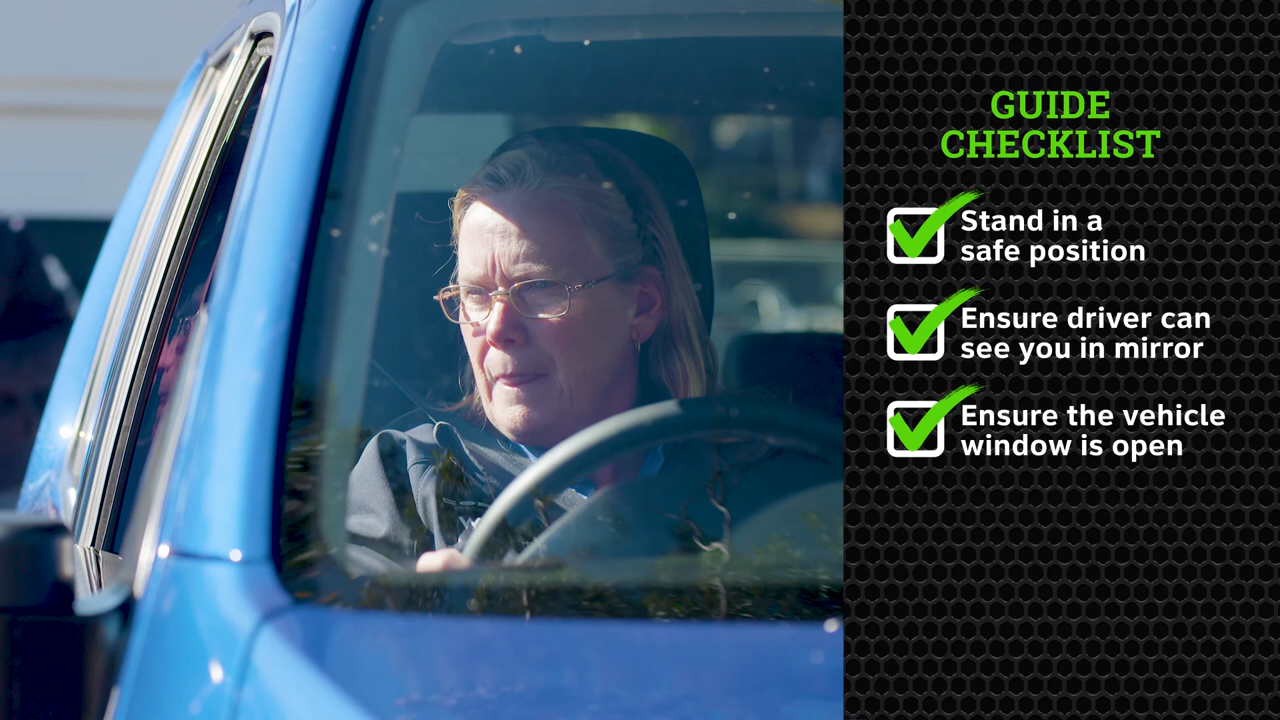 GUIDE
CHECKLIST
Stand in a
safe position
Ensure driver can
see you in mirror
Ensure the vehicle
window is open